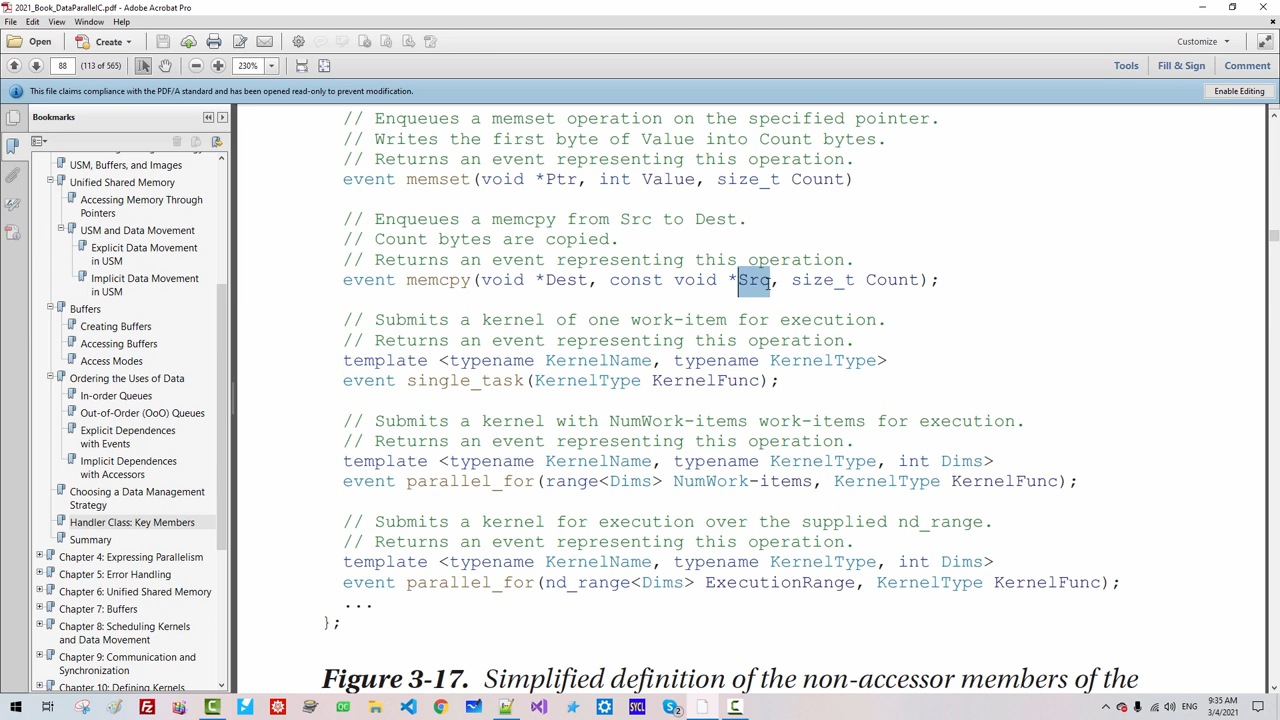 2021_Book_DataParallelC.pdf - Adobe Acrobat Pro
File Edit View Window Help
Open Create Customize
88 (113 of 565) 230% Tools Fill & Sign Comment
This file claims compliance with the PDF/A standard and has been opened read-only to prevent modification. Enable Editing
Bookmarks
USM, Buffers, and Images
Unified Shared Memory
Accessing Memory Through
Pointers
USM and Data Movement
Explicit Data Movement
in USM
Implicit Data Movement
in USM
Buffers
Creating Buffers
Accessing Buffers
Access Modes
Ordering the Uses of Data
In-order Queues
Out-of-Order (OoO) Queues
Explicit Dependences
with Events
Implicit Dependences
with Accessors
Choosing a Data Management
Strategy
Handler Class: Key Members
Summary
Chapter 4: Expressing Parallelism
Chapter 5: Error Handling
Chapter 6: Unified Shared Memory
Chapter 7: Buffers
Chapter 8: Scheduling Kernels
and Data Movement
Chapter 9: Communication and
Synchronization
Chapter 10: Defining Kernels
// Enqueues a memset operation on the specified pointer.
// Writes the first byte of Value into Count bytes.
// Returns an event representing this operation.
event memset(void *Ptr, int Value, size_t Count)
// Enqueues a memcpy from Src to Dest.
// Count bytes are copied.
// Returns an event representing this operation.
event memcpy(void *Dest, const void *Src, size_t Count);
// Submits a kernel of one work-item for execution.
// Returns an event representing this operation.
template <typename KernelName, typename KernelType>
event single_task(KernelType KernelFunc);
// Submits a kernel with NumWork-items work-items for execution.
// Returns an event representing this operation.
template <typename KernelName, typename KernelType, int Dims>
event parallel_for(range<Dims> NumWork-items, KernelType KernelFunc);
// Submits a kernel for execution over the supplied nd_range.
// Returns an event representing this operation.
template <typename KernelName, typename KernelType, int Dims>
event parallel_for(nd_range<Dims> ExecutionRange, KernelType KernelFunc);
...
};
Figure 3-17. Simplified definition of the non-accessor members of the
ENG
9:35 AM
3/4/2021